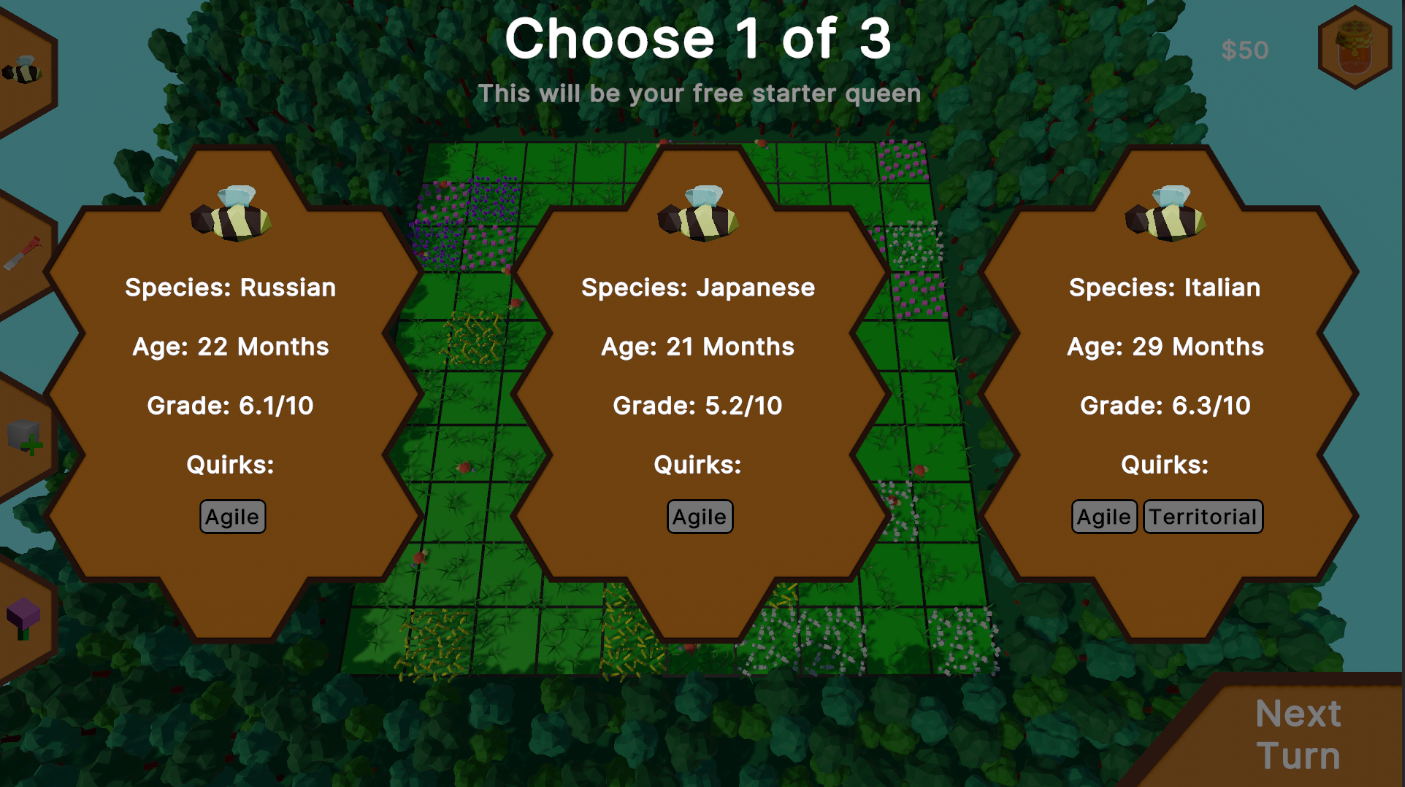 Choose 1 of 3
This will be your free starter queen
$50
Species: Russian
Age: 22 Months
Grade: 6.1/10
Quirks:
Agile
Species: Japanese
Age: 21 Months
Grade: 5.2/10
Quirks:
Agile
Species: Italian
Age: 29 Months
Grade: 6.3/10
Quirks:
Agile Territorial
Next
Turn